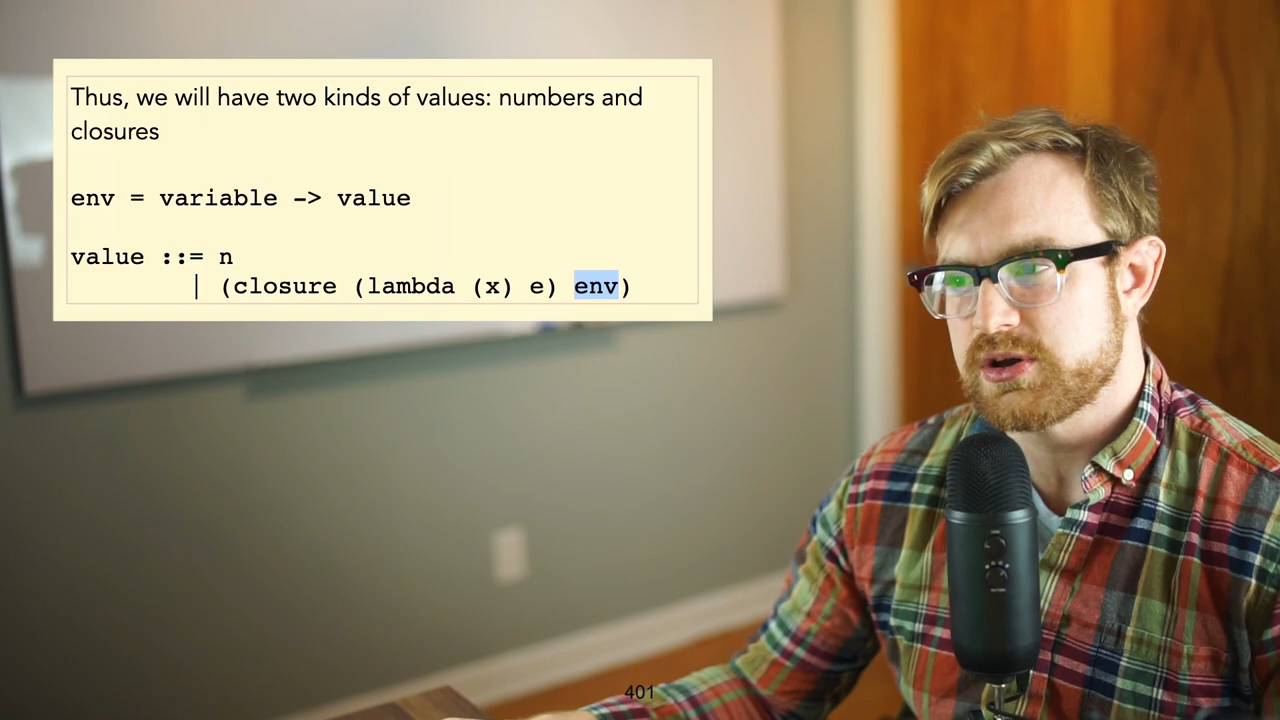 Thus, we will have two kinds of values: numbers and
closures
env = variable -> value
value ::= n
| (closure (lambda (x) e) env)
401